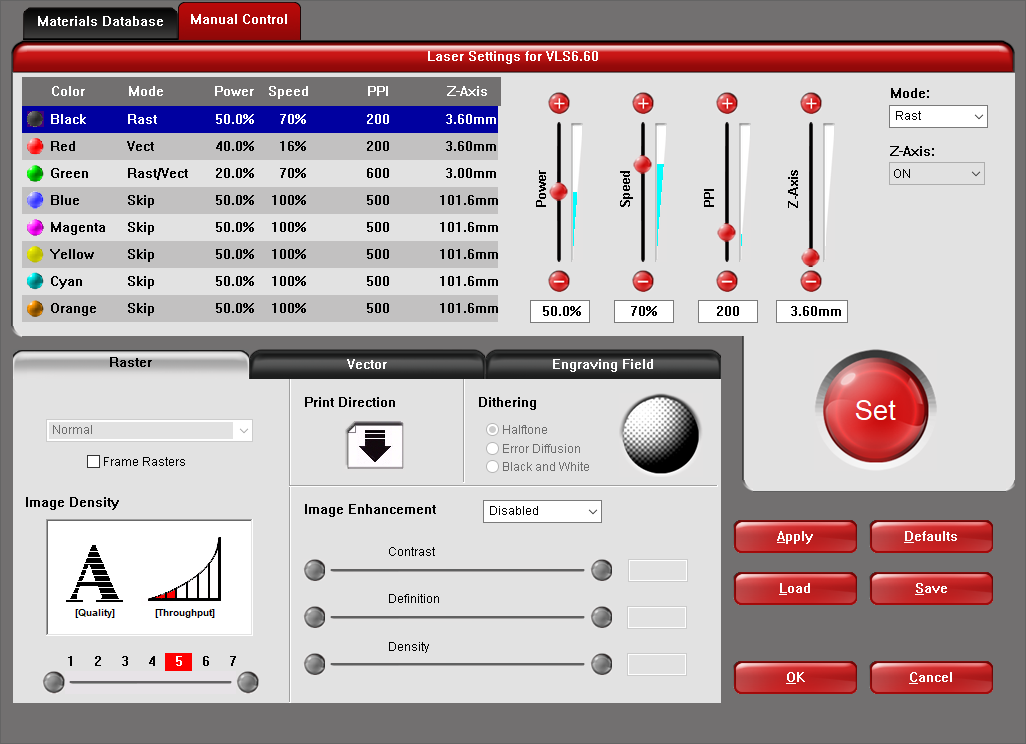 Materials Database Manual Control
Laser Settings for VLS6.60
Color Mode Power Speed PPI Z-Axis
Black Rast 50.0% 70% 200 3.60mm
Red Vect 40.0% 16% 200 3.60mm
Green Rast/Vect 20.0% 70% 600 3.00mm
Blue Skip 50.0% 100% 500 101.6mm
Magenta Skip 50.0% 100% 500 101.6mm
Yellow Skip 50.0% 100% 500 101.6mm
Cyan Skip 50.0% 100% 500 101.6mm
Orange Skip 50.0% 100% 500 101.6mm
Power
Speed
PPI
Z-Axis
50.0% 70% 200 3.60mm
Mode:
Rast
Z-Axis:
ON
Set
Raster Vector Engraving Field
Normal
Frame Rasters
Image Density
A
[Quality] [Throughput]
1 2 3 4 5 6 7
Print Direction
Dithering
Halftone
Error Diffusion
Black and White
Image Enhancement Disabled
Contrast
Definition
Density
Apply Defaults
Load Save
OK Cancel